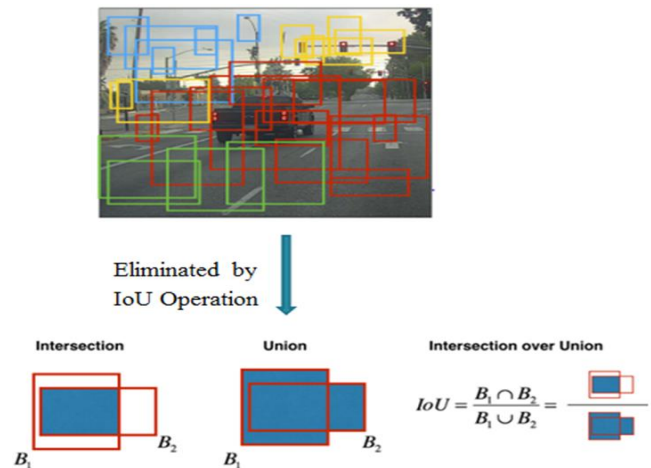 Eliminated by
IoU Operation
Intersection
Union
Intersection over Union
B₁
B₂
B₁
B₂
IoU = B₁ ∩ B₂ / B₁ ∪ B₂ =